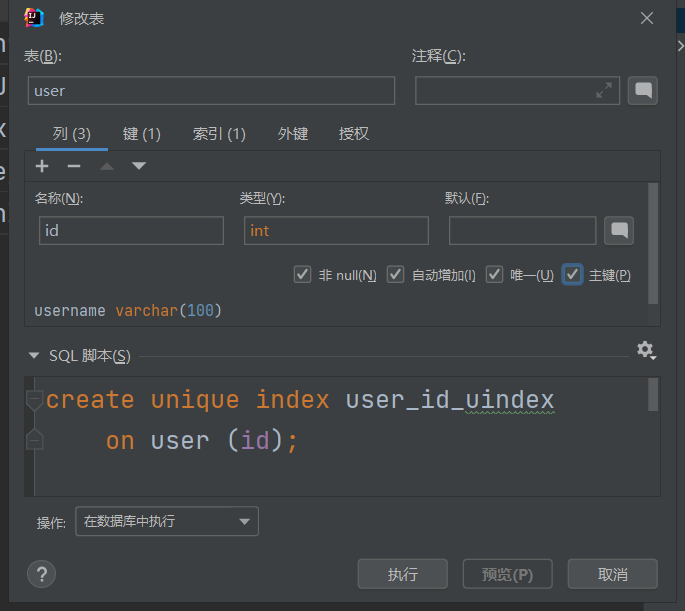 修改表
表(B):
注释(C):
user
列 (3)
键 (1)
索引 (1)
外键
授权
名称(N):
类型(Y):
默认(F):
id
int
非 null(N)
自动增加(I)
唯一(U)
主键(P)
username varchar(100)
SQL 脚本(S)
create unique index user_id_uindex
on user (id);
操作:
在数据库中执行
?
执行
预览(P)
取消